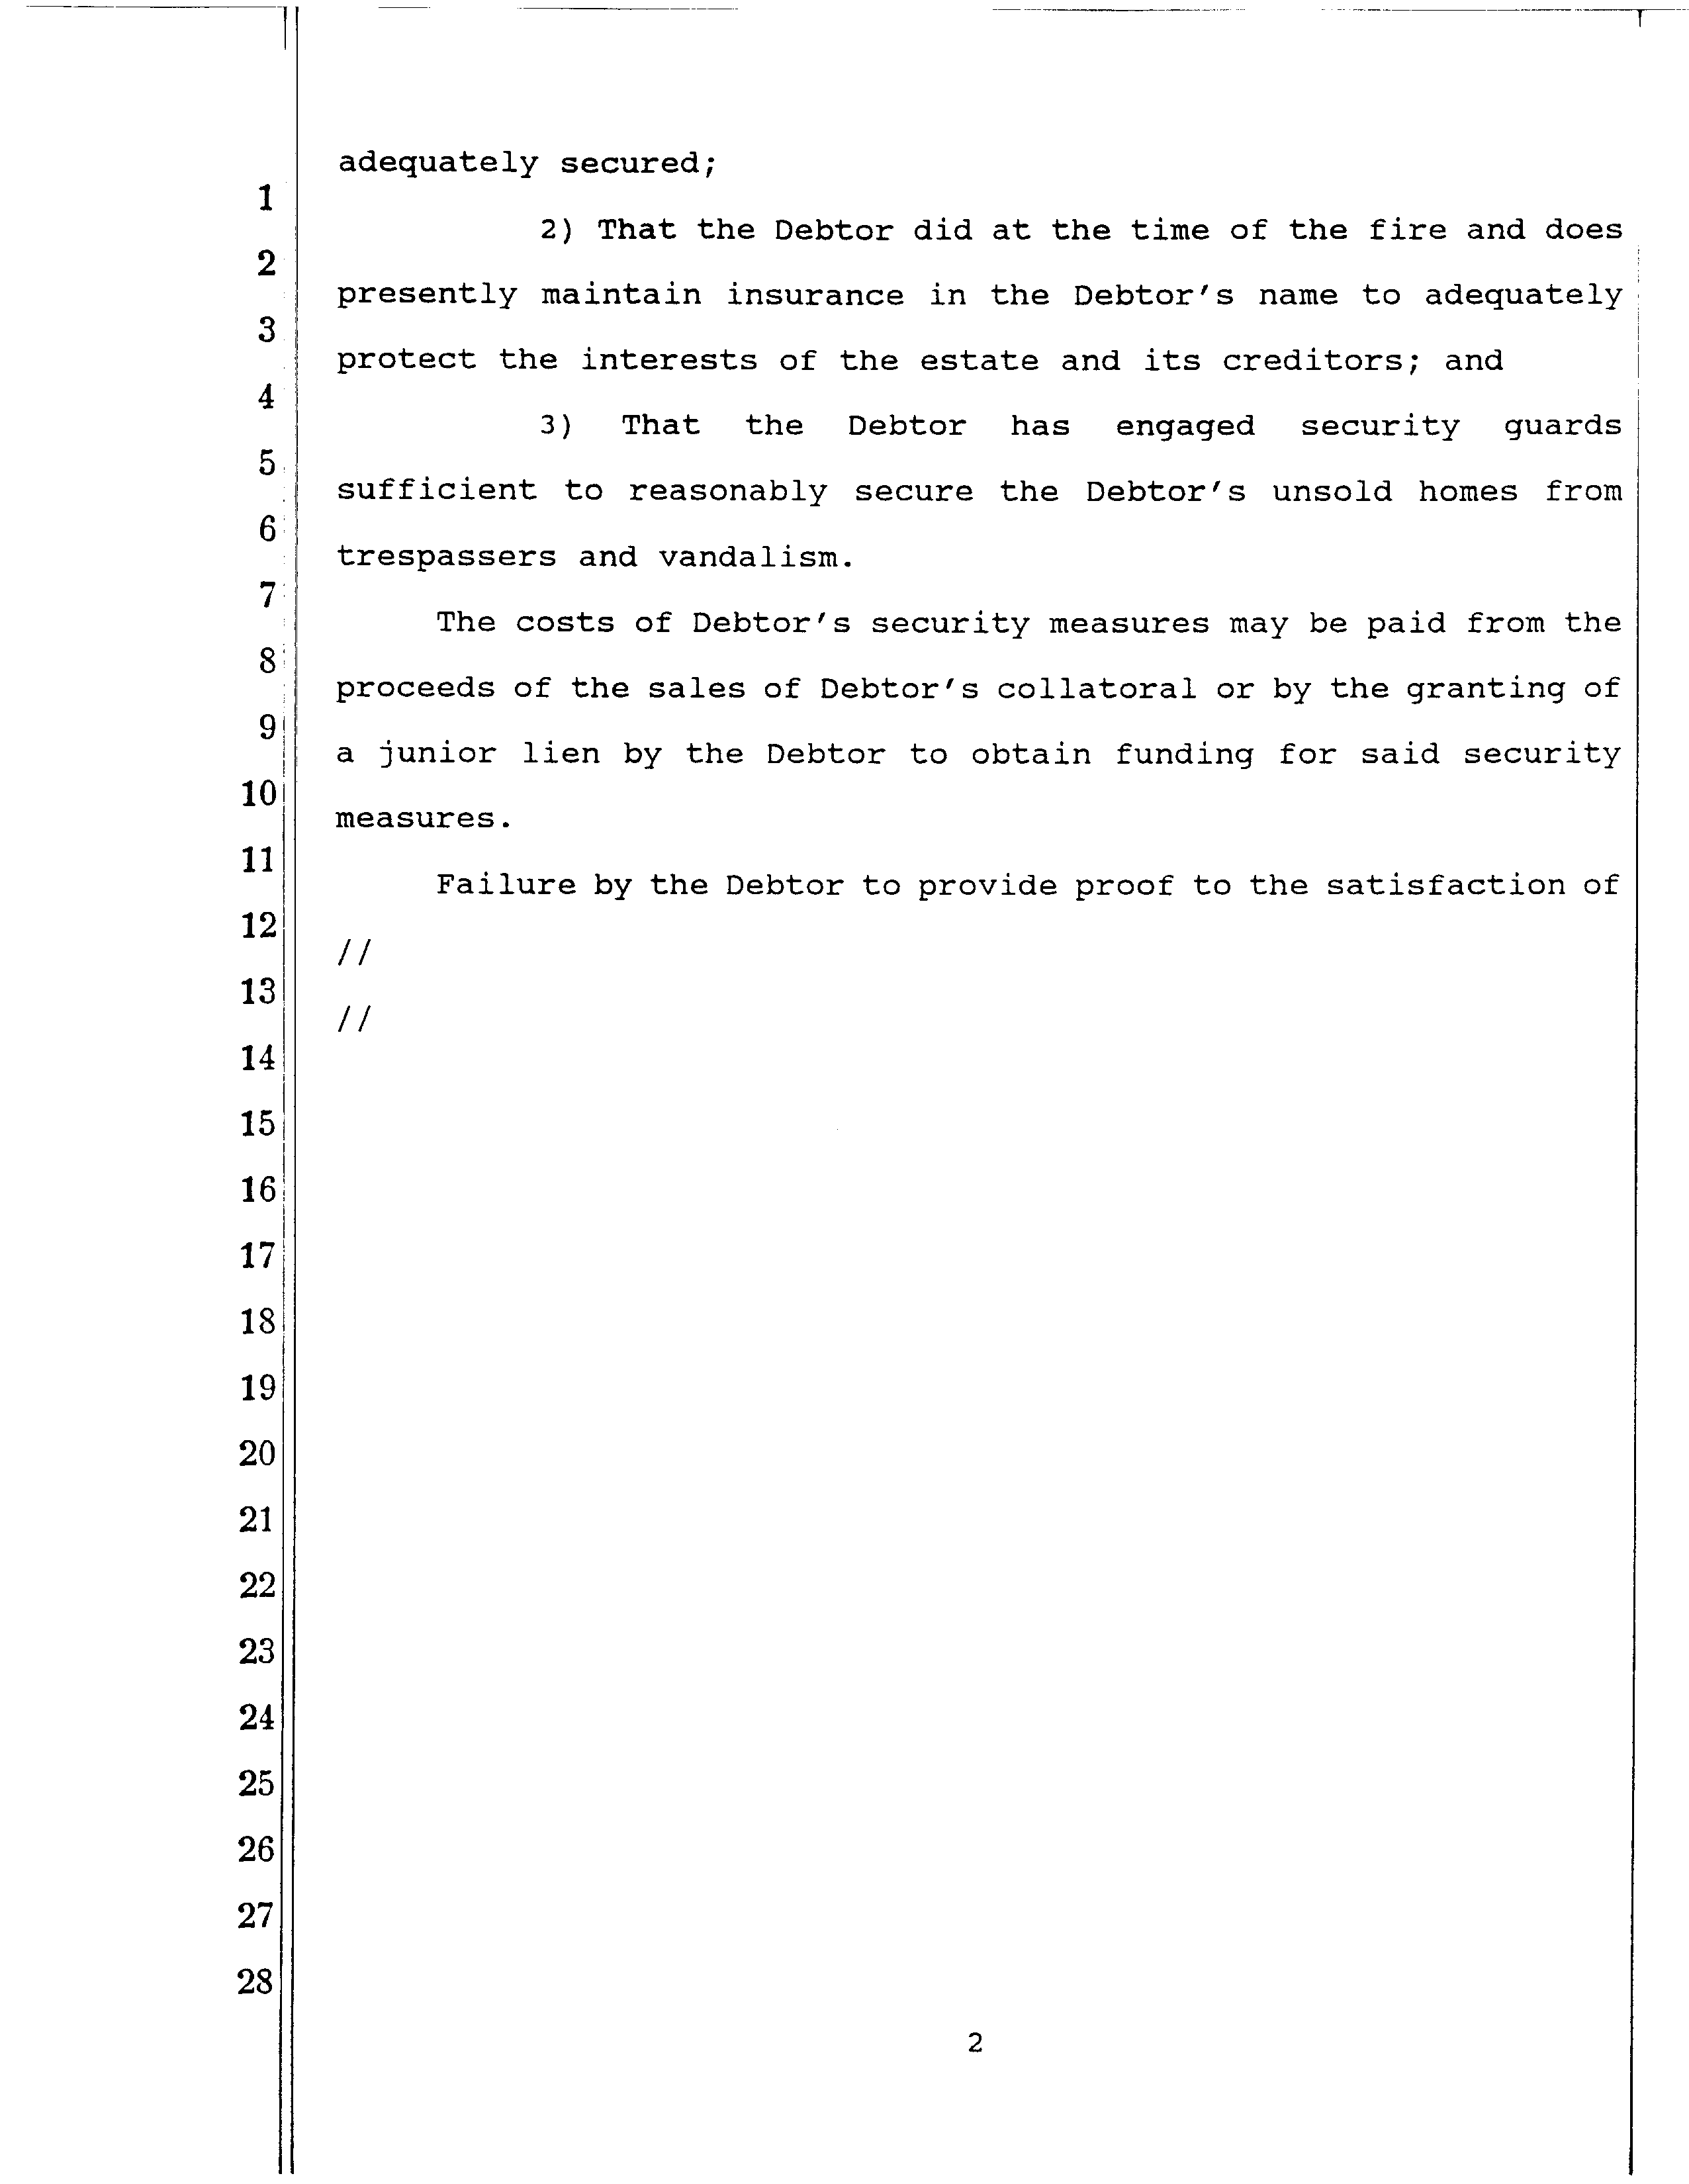 adequately secured;
1
2) That the Debtor did at the time of the fire and does
2
presently maintain insurance in the Debtor's name to adequately
3
protect the interests of the estate and its creditors; and
4
3) That the Debtor has engaged security guards
5
sufficient to reasonably secure the Debtor's unsold homes from
6
trespassers and vandalism.
7
The costs of Debtor's security measures may be paid from the
8
proceeds of the sales of Debtor's collatoral or by the granting of
9
a junior lien by the Debtor to obtain funding for said security
10
measures.
11
Failure by the Debtor to provide proof to the satisfaction of
12
//
13
//
14
15
16
17
18
19
20
21
22
23
24
25
26
27
28
2